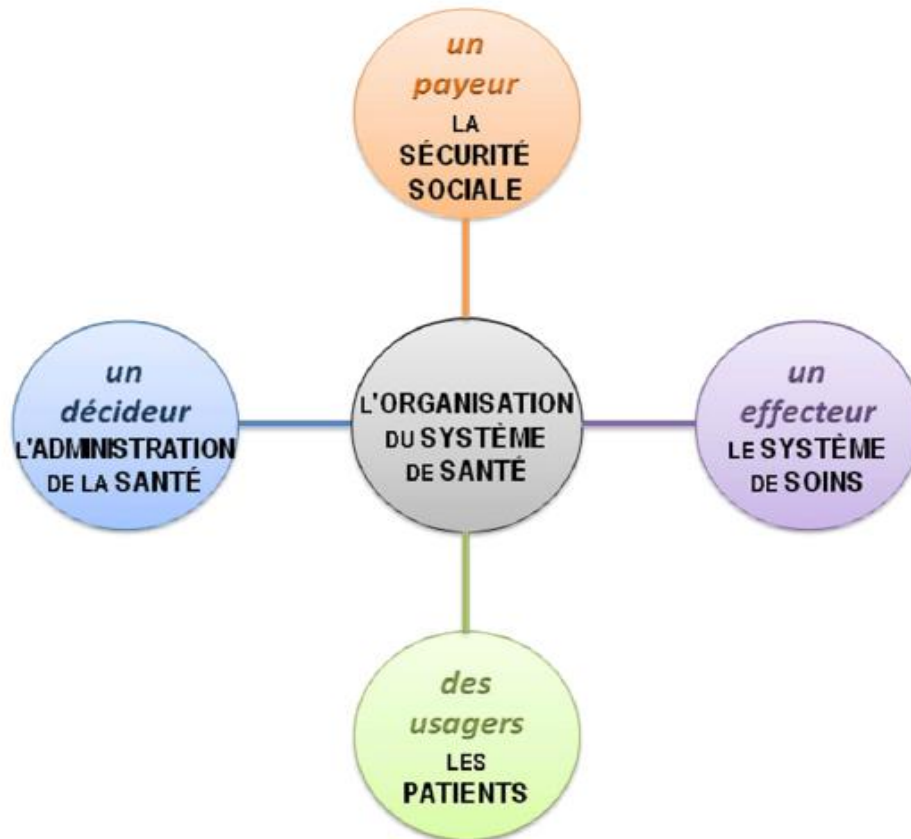 un
payeur
LA
SÉCURITÉ
SOCIALE
un
décideur
L'ADMINISTRATION
DE LA SANTÉ
L'ORGANISATION
DU SYSTÈME
DE SANTÉ
un
effecteur
LE SYSTÈME
DE SOINS
des
usagers
LES
PATIENTS